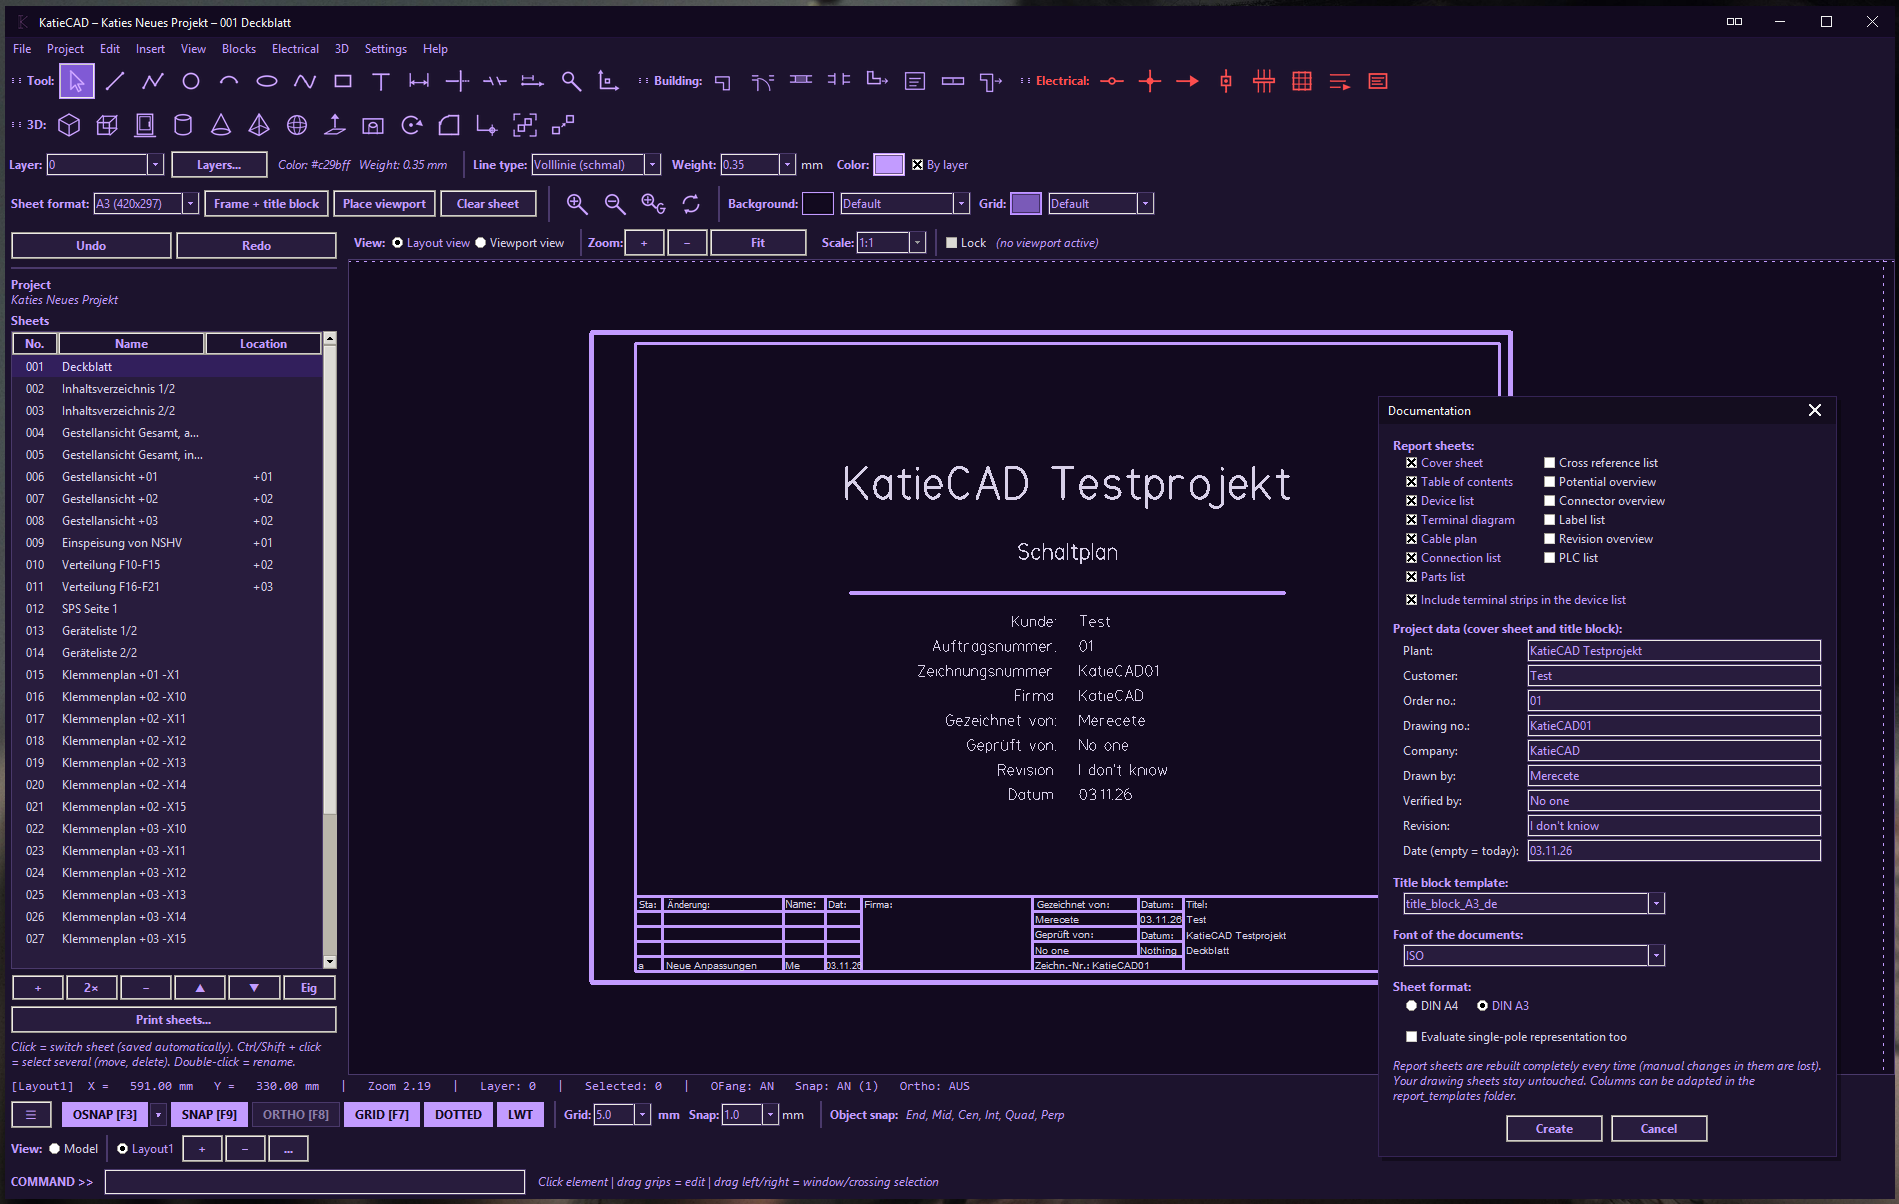 KatieCAD – Katies Neues Projekt – 001 Deckblatt
File Project Edit Insert View Blocks Electrical 3D Settings Help
Tool: Building: Electrical:
3D:
Layer: 0 Layers... Color: #c29bff Weight: 0.35 mm Line type: Volllinie (schmal) Weight: 0.35 mm Color: By layer
Sheet format: A3 (420x297) Frame + title block Place viewport Clear sheet Background: Default Grid: Default
Undo Redo View: Layout view Viewport view Zoom: + − Fit Scale: 1:1 Lock (no viewport active)
Project
Katies Neues Projekt
Sheets
No. Name Location
001 Deckblatt
002 Inhaltsverzeichnis 1/2
003 Inhaltsverzeichnis 2/2
004 Gestellansicht Gesamt, a...
005 Gestellansicht Gesamt, in...
006 Gestellansicht +01 +01
007 Gestellansicht +02 +02
008 Gestellansicht +03 +02
009 Einspeisung von NSHV +01
010 Verteilung F10-F15 +02
011 Verteilung F16-F21 +03
012 SPS Seite 1
013 Geräteliste 1/2
014 Geräteliste 2/2
015 Klemmenplan +01 -X1
016 Klemmenplan +02 -X10
017 Klemmenplan +02 -X11
018 Klemmenplan +02 -X12
019 Klemmenplan +02 -X13
020 Klemmenplan +02 -X14
021 Klemmenplan +02 -X15
022 Klemmenplan +03 -X10
023 Klemmenplan +03 -X11
024 Klemmenplan +03 -X12
025 Klemmenplan +03 -X13
026 Klemmenplan +03 -X14
027 Klemmenplan +03 -X15
+ 2× − ▲ ▼ Eig
Print sheets...
Click = switch sheet (saved automatically). Ctrl/Shift + click
= select several (move, delete). Double-click = rename.
KatieCAD Testprojekt
Schaltplan
Kunde: Test
Auftragsnummer: 01
Zeichnungsnummer KatieCAD01
Firma KatieCAD
Gezeichnet von: Merecete
Geprüft von: No one
Revision I don't kniow
Datum 03.11.26
Sta: Änderung: Name: Dat: Firma: Gezeichnet von: Datum: Titel:
Merecete 03.11.26 Test
Geprüft von: Datum: KatieCAD Testprojekt
No one Nothing Deckblatt
a Neue Anpassungen Me 03.11.26 Zeichn.-Nr.: KatieCAD01
Documentation
Report sheets:
Cover sheet Cross reference list
Table of contents Potential overview
Device list Connector overview
Terminal diagram Label list
Cable plan Revision overview
Connection list PLC list
Parts list
Include terminal strips in the device list
Project data (cover sheet and title block):
Plant: KatieCAD Testprojekt
Customer: Test
Order no.: 01
Drawing no.: KatieCAD01
Company: KatieCAD
Drawn by: Merecete
Verified by: No one
Revision: I don't kniow
Date (empty = today): 03.11.26
Title block template:
title_block_A3_de
Font of the documents:
ISO
Sheet format:
DIN A4 DIN A3
Evaluate single-pole representation too
Report sheets are rebuilt completely every time (manual changes in them are lost).
Your drawing sheets stay untouched. Columns can be adapted in the
report_templates folder.
Create Cancel
[Layout1] X = 591.00 mm Y = 330.00 mm | Zoom 2.19 | Layer: 0 | Selected: 0 | OFang: AN Snap: AN (1) Ortho: AUS
☰ OSNAP [F3] SNAP [F9] ORTHO [F8] GRID [F7] DOTTED LWT Grid: 5.0 mm Snap: 1.0 mm Object snap: End, Mid, Cen, Int, Quad, Perp
View: Model Layout1 + − ...
COMMAND >> Click element | drag grips = edit | drag left/right = window/crossing selection